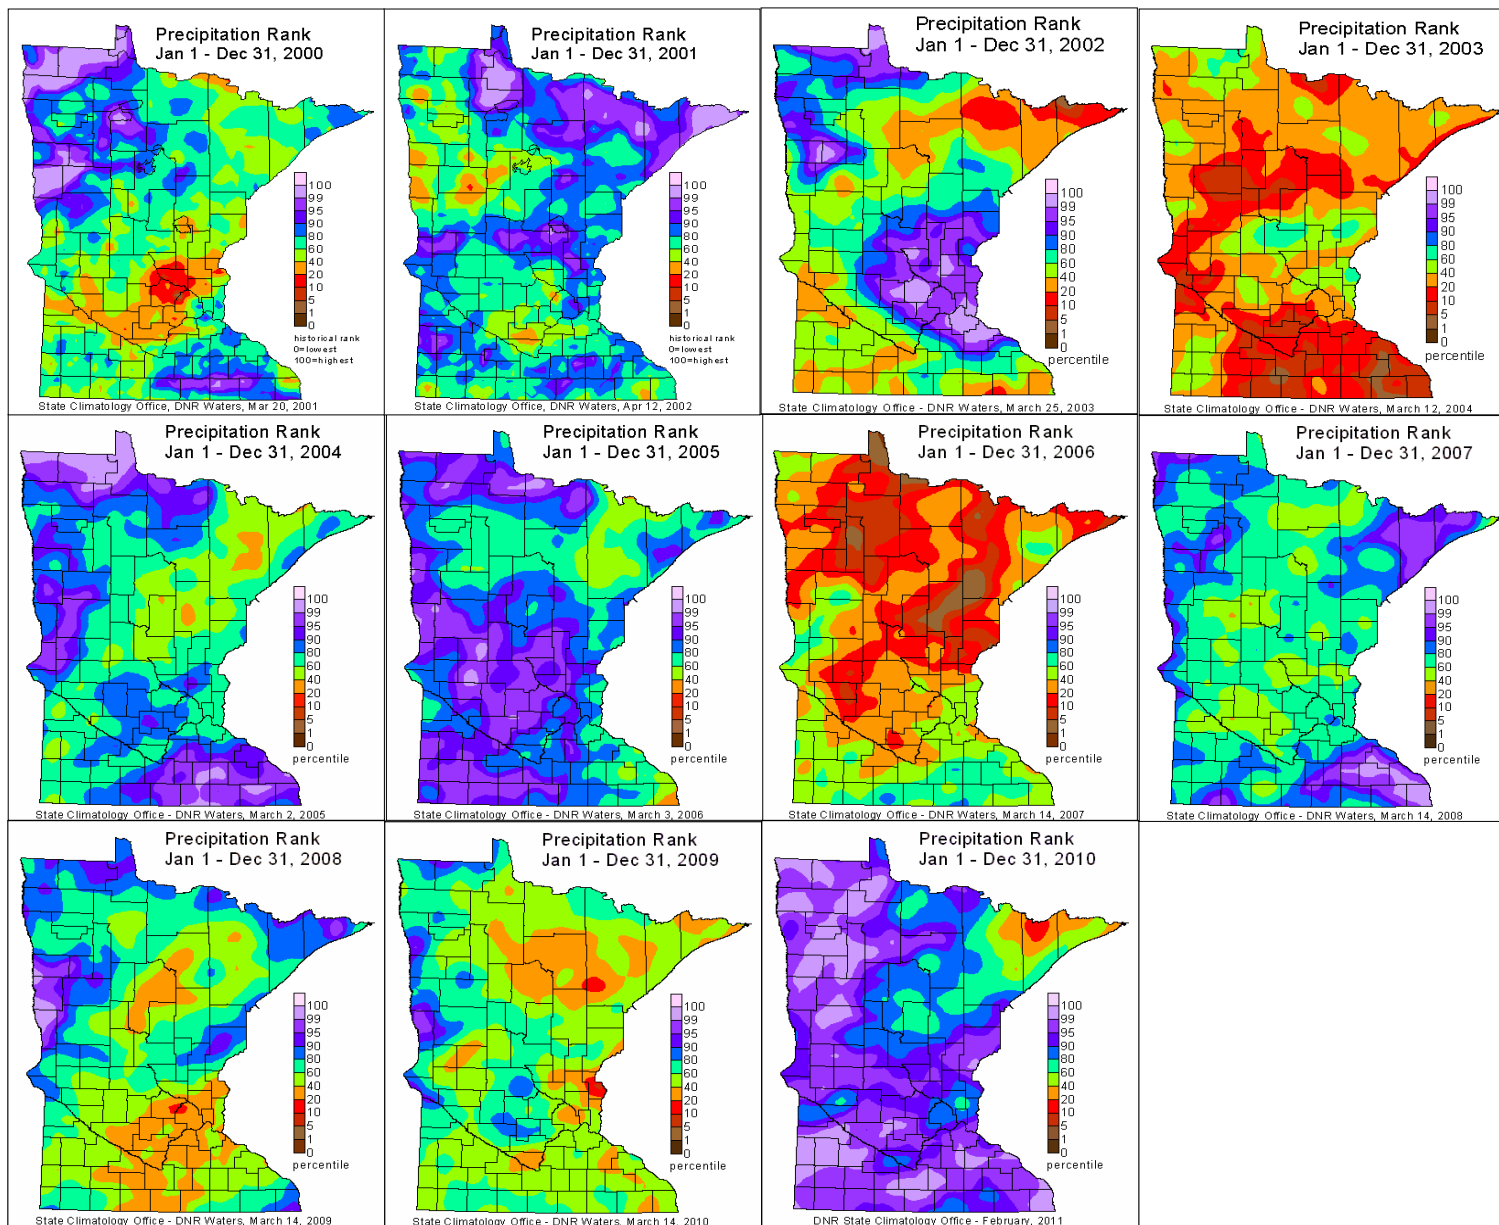 Precipitation Rank
Jan 1 - Dec 31, 2000
100
99
95
90
80
60
40
20
10
5
1
0
historical rank
0=lowest
100=highest
State Climatology Office, DNR Waters, Mar 20, 2001
Precipitation Rank
Jan 1 - Dec 31, 2001
100
99
95
90
80
60
40
20
10
5
1
0
historical rank
0=lowest
100=highest
State Climatology Office, DNR Waters, Apr 12, 2002
Precipitation Rank
Jan 1 - Dec 31, 2002
100
99
95
90
80
60
40
20
10
5
1
0
percentile
State Climatology Office - DNR Waters, March 25, 2003
Precipitation Rank
Jan 1 - Dec 31, 2003
100
99
95
90
80
60
40
20
10
5
1
0
percentile
State Climatology Office - DNR Waters, March 12, 2004
Precipitation Rank
Jan 1 - Dec 31, 2004
100
99
95
90
80
60
40
20
10
5
1
0
percentile
State Climatology Office - DNR Waters, March 2, 2005
Precipitation Rank
Jan 1 - Dec 31, 2005
100
99
95
90
80
60
40
20
10
5
1
0
percentile
State Climatology Office - DNR Waters, March 3, 2006
Precipitation Rank
Jan 1 - Dec 31, 2006
100
99
95
90
80
60
40
20
10
5
1
0
percentile
State Climatology Office - DNR Waters, March 14, 2007
Precipitation Rank
Jan 1 - Dec 31, 2007
100
99
95
90
80
60
40
20
10
5
1
0
percentile
State Climatology Office - DNR Waters, March 14, 2008
Precipitation Rank
Jan 1 - Dec 31, 2008
100
99
95
90
80
60
40
20
10
5
1
0
percentile
State Climatology Office - DNR Waters, March 14, 2009
Precipitation Rank
Jan 1 - Dec 31, 2009
100
99
95
90
80
60
40
20
10
5
1
0
percentile
State Climatology Office - DNR Waters, March 14, 2010
Precipitation Rank
Jan 1 - Dec 31, 2010
100
99
95
90
80
60
40
20
10
5
1
0
percentile
DNR State Climatology Office - February, 2011